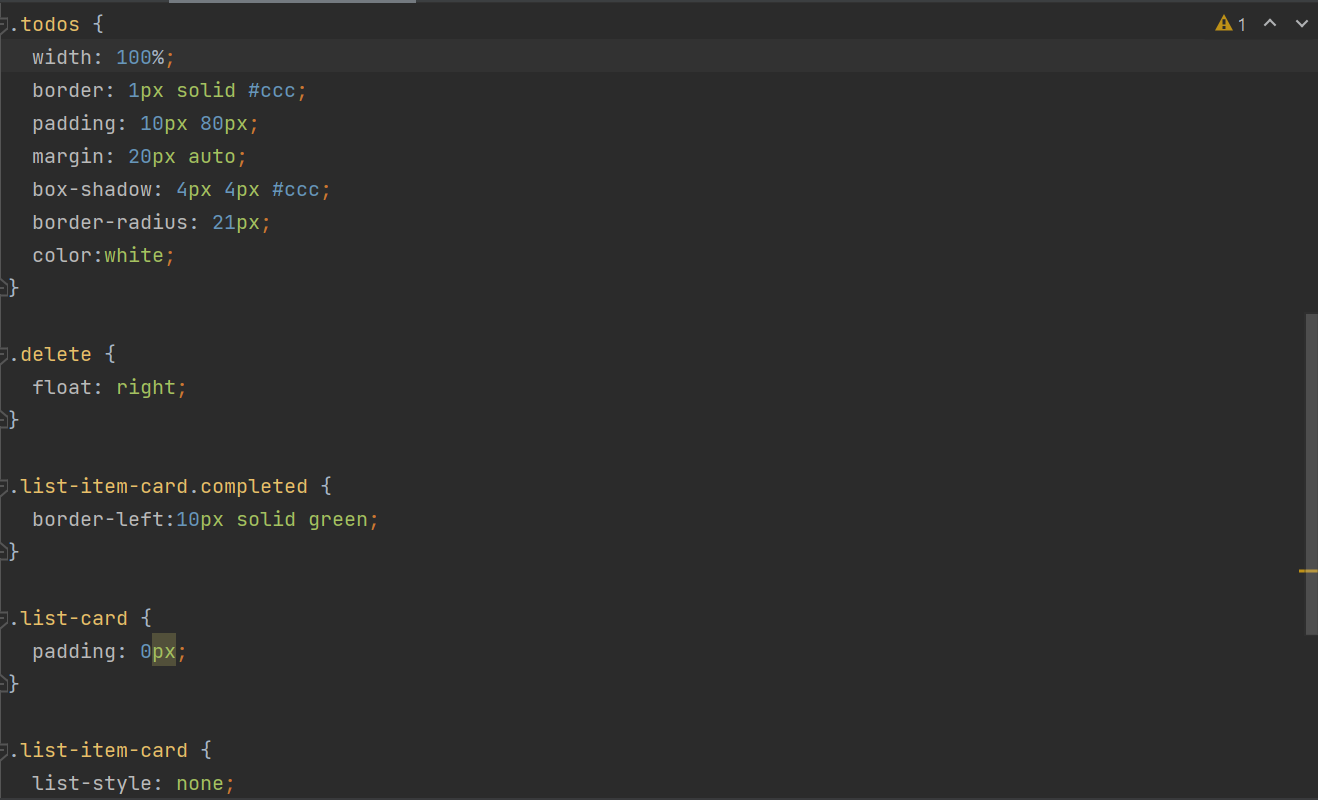 .todos {
1
  width: 100%;
  border: 1px solid #ccc;
  padding: 10px 80px;
  margin: 20px auto;
  box-shadow: 4px 4px #ccc;
  border-radius: 21px;
  color:white;
}
.delete {
  float: right;
}
.list-item-card.completed {
  border-left:10px solid green;
}
.list-card {
  padding: 0px;
}
.list-item-card {
  list-style: none;